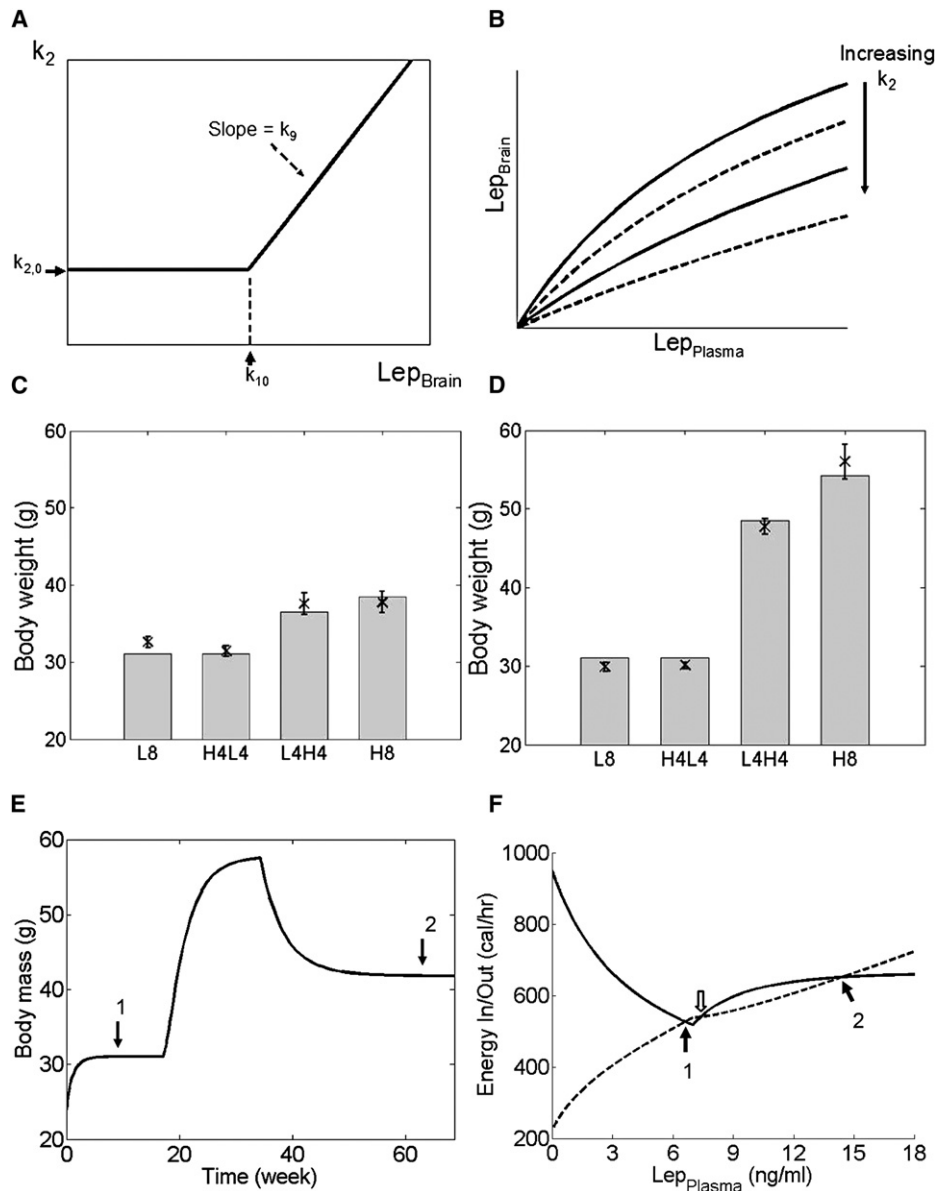 A
k2
Slope = k9
k2,0
k10
LepBrain
B
Increasing
k2
LepBrain
LepPlasma
C
Body weight (g)
60
50
40
30
20
L8 H4L4 L4H4 H8
D
Body weight (g)
60
50
40
30
20
L8 H4L4 L4H4 H8
E
Body mass (g)
60
50
40
30
20
1
2
0 20 40 60
Time (week)
F
Energy In/Out (cal/hr)
1000
800
600
400
200
1
2
0 3 6 9 12 15 18
LepPlasma (ng/ml)